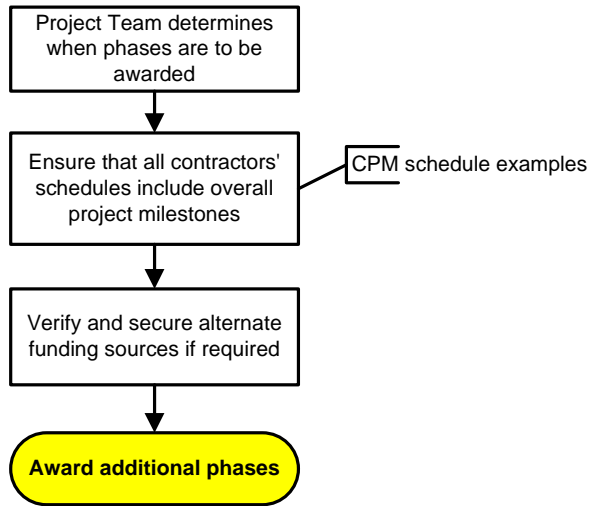 Project Team determines
when phases are to be
awarded
Ensure that all contractors'
schedules include overall
project milestones
CPM schedule examples
Verify and secure alternate
funding sources if required
Award additional phases